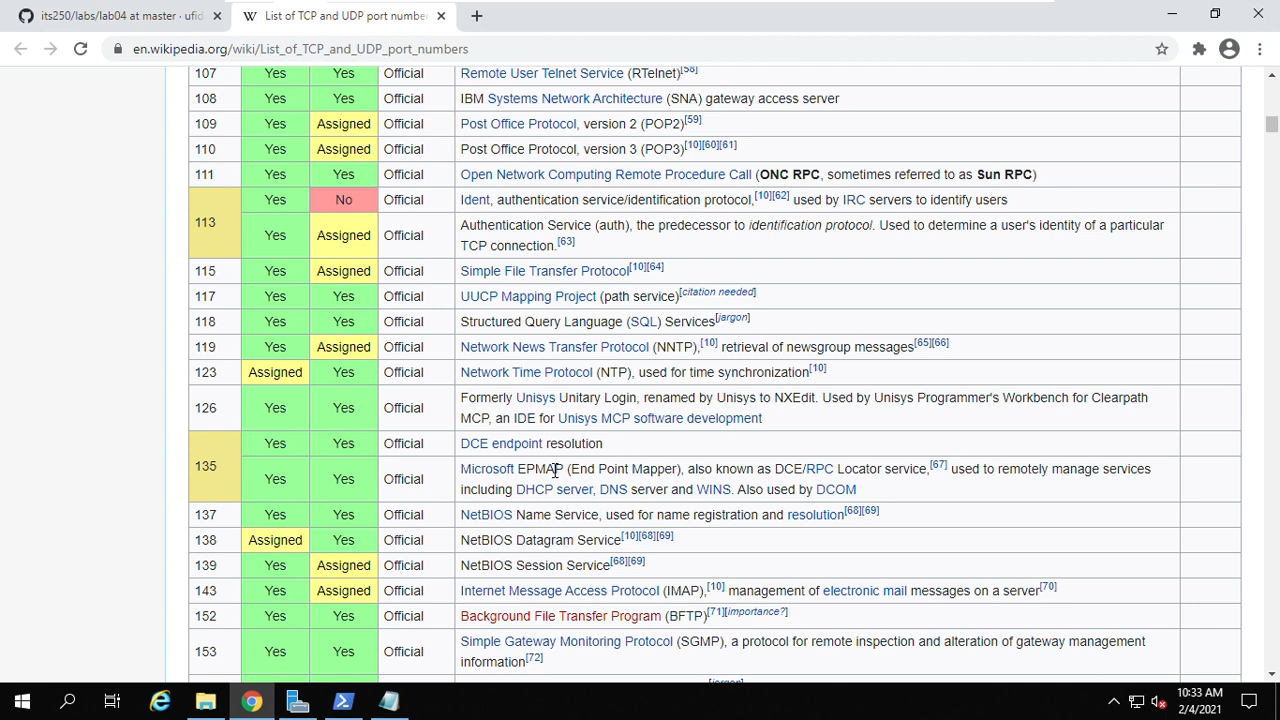 its250/labs/lab04 at master · ufid
W List of TCP and UDP port number
en.wikipedia.org/wiki/List_of_TCP_and_UDP_port_numbers
107 Yes Yes Official Remote User Telnet Service (RTelnet)[58]
108 Yes Yes Official IBM Systems Network Architecture (SNA) gateway access server
109 Yes Assigned Official Post Office Protocol, version 2 (POP2)[59]
110 Yes Assigned Official Post Office Protocol, version 3 (POP3)[10][60][61]
111 Yes Yes Official Open Network Computing Remote Procedure Call (ONC RPC, sometimes referred to as Sun RPC)
113 Yes No Official Ident, authentication service/identification protocol,[10][62] used by IRC servers to identify users
Yes Assigned Official Authentication Service (auth), the predecessor to identification protocol. Used to determine a user's identity of a particular
TCP connection.[63]
115 Yes Assigned Official Simple File Transfer Protocol[10][64]
117 Yes Yes Official UUCP Mapping Project (path service)[citation needed]
118 Yes Yes Official Structured Query Language (SQL) Services[jargon]
119 Yes Assigned Official Network News Transfer Protocol (NNTP),[10] retrieval of newsgroup messages[65][66]
123 Assigned Yes Official Network Time Protocol (NTP), used for time synchronization[10]
126 Yes Yes Official Formerly Unisys Unitary Login, renamed by Unisys to NXEdit. Used by Unisys Programmer's Workbench for Clearpath
MCP, an IDE for Unisys MCP software development
135 Yes Yes Official DCE endpoint resolution
Yes Yes Official Microsoft EPMAP (End Point Mapper), also known as DCE/RPC Locator service,[67] used to remotely manage services
including DHCP server, DNS server and WINS. Also used by DCOM
137 Yes Yes Official NetBIOS Name Service, used for name registration and resolution[68][69]
138 Assigned Yes Official NetBIOS Datagram Service[10][68][69]
139 Yes Assigned Official NetBIOS Session Service[68][69]
143 Yes Assigned Official Internet Message Access Protocol (IMAP),[10] management of electronic mail messages on a server[70]
152 Yes Yes Official Background File Transfer Program (BFTP)[71][importance?]
153 Yes Yes Official Simple Gateway Monitoring Protocol (SGMP), a protocol for remote inspection and alteration of gateway management
information[72]
[jargon]
10:33 AM
2/4/2021